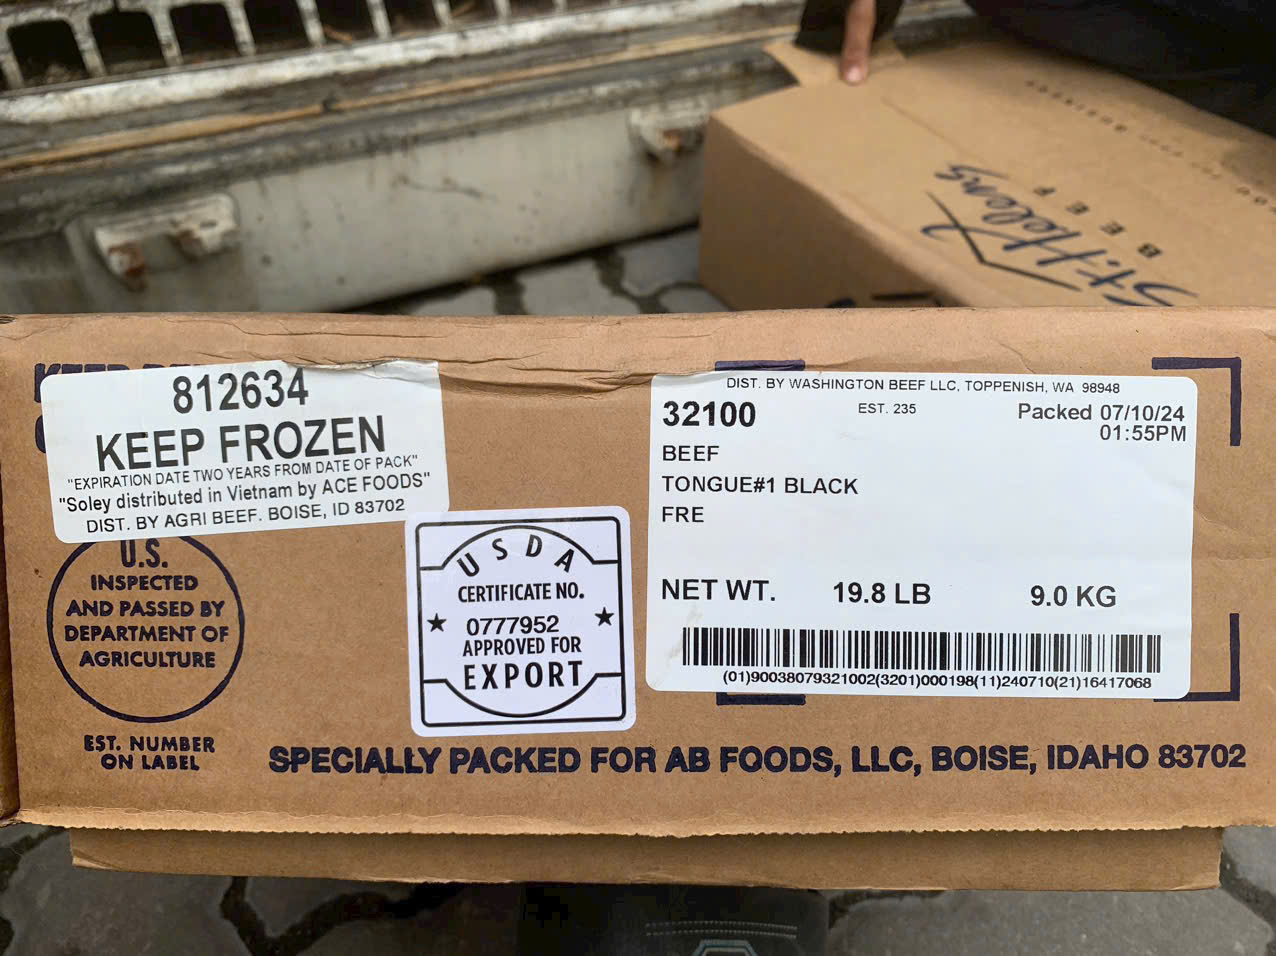 St. Helens
BEEF
812634
KEEP FROZEN
"EXPIRATION DATE TWO YEARS FROM DATE OF PACK"
"Soley distributed in Vietnam by ACE FOODS"
DIST. BY AGRI BEEF. BOISE, ID 83702
U.S.
INSPECTED
AND PASSED BY
DEPARTMENT OF
AGRICULTURE
EST. NUMBER
ON LABEL
USDA
CERTIFICATE NO.
0777952
APPROVED FOR
EXPORT
DIST. BY WASHINGTON BEEF LLC, TOPPENISH, WA 98948
32100 EST. 235 Packed 07/10/24
01:55PM
BEEF
TONGUE#1 BLACK
FRE
NET WT. 19.8 LB 9.0 KG
(01)90038079321002(3201)000198(11)240710(21)16417068
SPECIALLY PACKED FOR AB FOODS, LLC, BOISE, IDAHO 83702